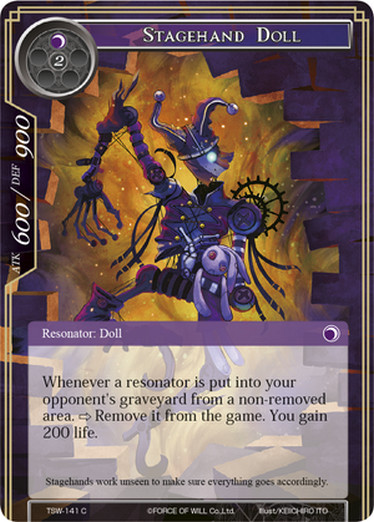 Stagehand Doll
2
ATK 600 / DEF 900
Resonator: Doll
Whenever a resonator is put into your
opponent's graveyard from a non-removed
area. ⇨ Remove it from the game. You gain
200 life.
Stagehands work unseen to make sure everything goes accordingly.
TSW-141 C ©FORCE OF WILL Co.,Ltd. Illust/KEIICHIRO ITO